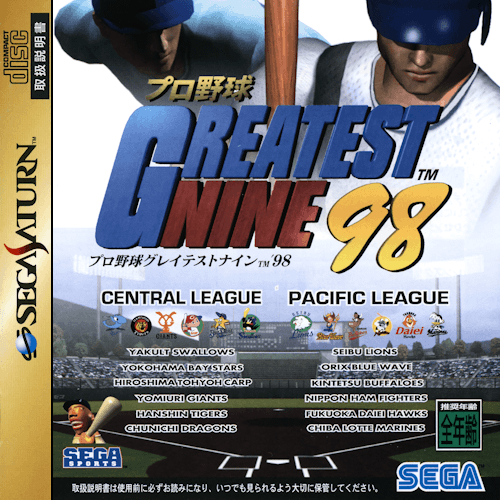 COMPACT
disc
取扱説明書
SEGA SATURN™
プロ野球
GREATEST
NINE 98™
プロ野球グレイテストナイン™'98
CENTRAL LEAGUE
PACIFIC LEAGUE
GIANTS
Lions
Daiei
YAKULT SWALLOWS
YOKOHAMA BAY STARS
HIROSHIMA TOHYOH CARP
YOMIURI GIANTS
HANSHIN TIGERS
CHUNICHI DRAGONS
SEIBU LIONS
ORIX BLUE WAVE
KINTETSU BUFFALOES
NIPPON HAM FIGHTERS
FUKUOKA DAIEI HAWKS
CHIBA LOTTE MARINES
推奨年齢
全年齢
SEGA
SPORTS
SEGA
取扱説明書は使用前に必ずお読みになり、いつでも見られるよう大切に保管してください。